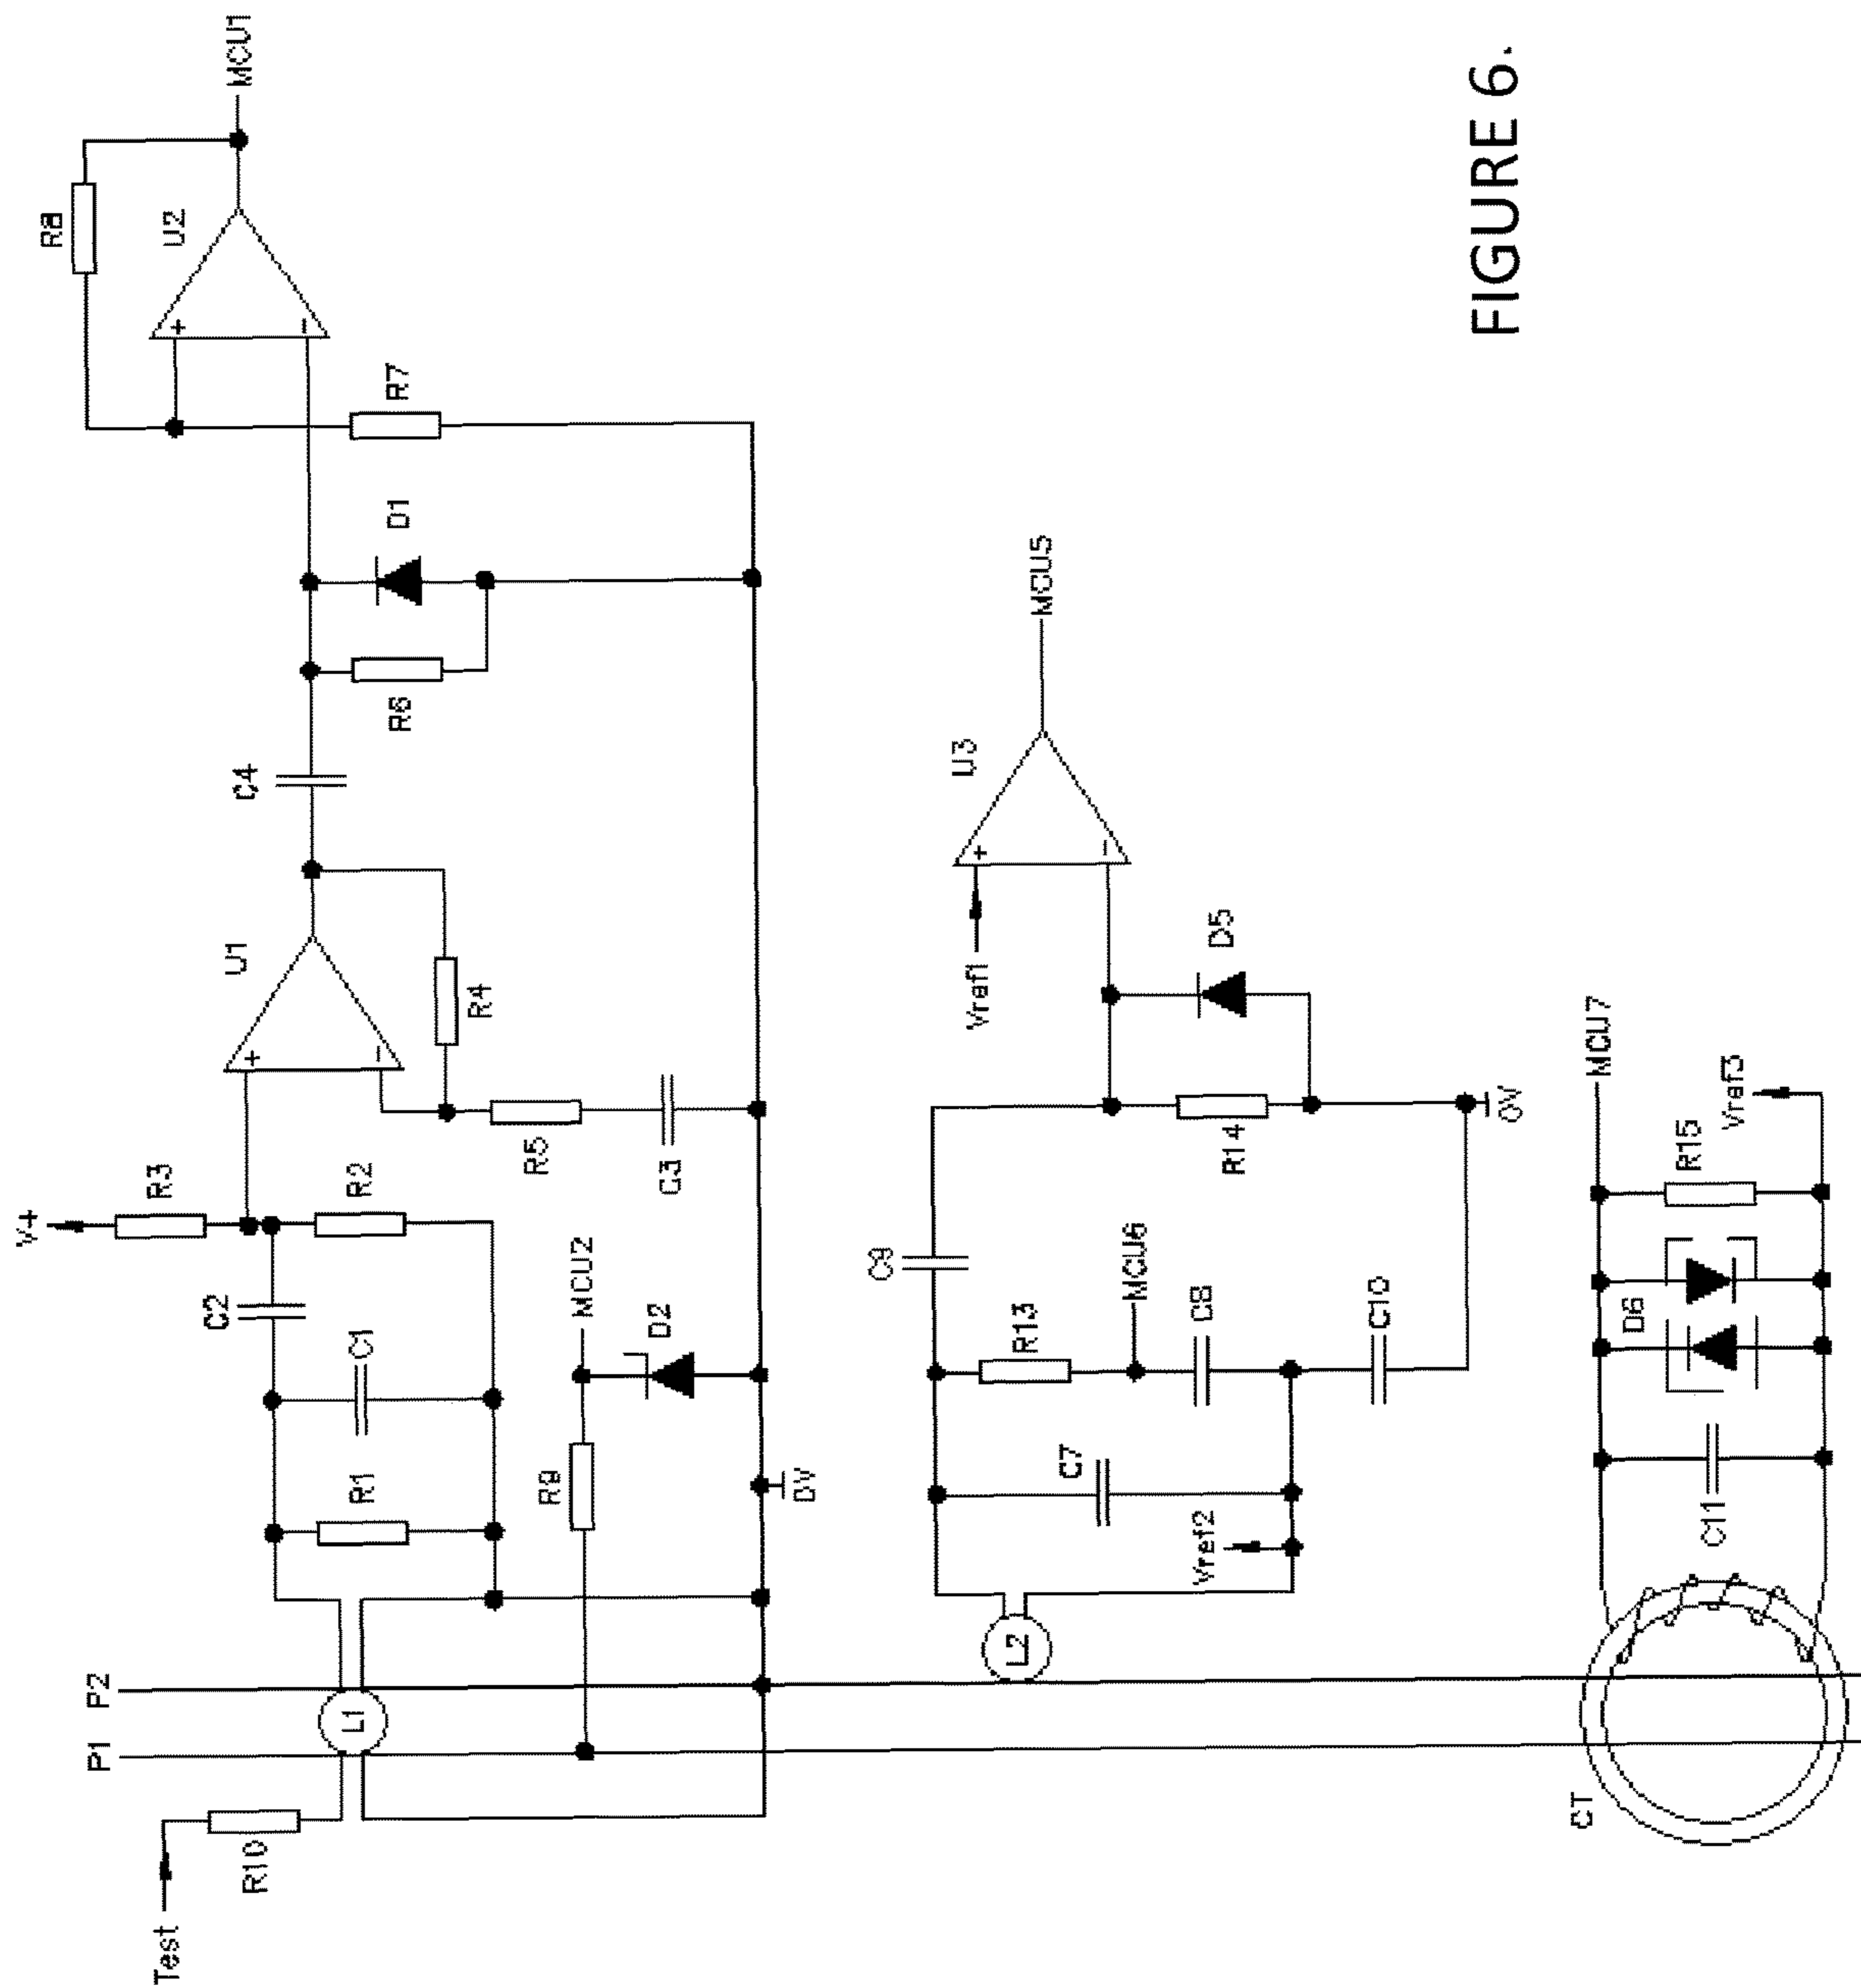 R8
MCU1
U2
R7
D1
R6
C4
U1
R4
R5
C3
V+
R3
R2
C2
C1
R1
MCU2
D2
R9
0V
P2
P1
L1
R10
Test
MCU5
U3
Vref1
D5
C9
R14
0V
R13
MCU6
C8
C10
C7
Vref2
L2
MCU7
Vref3
R15
D6
C11
CT
FIGURE 6.